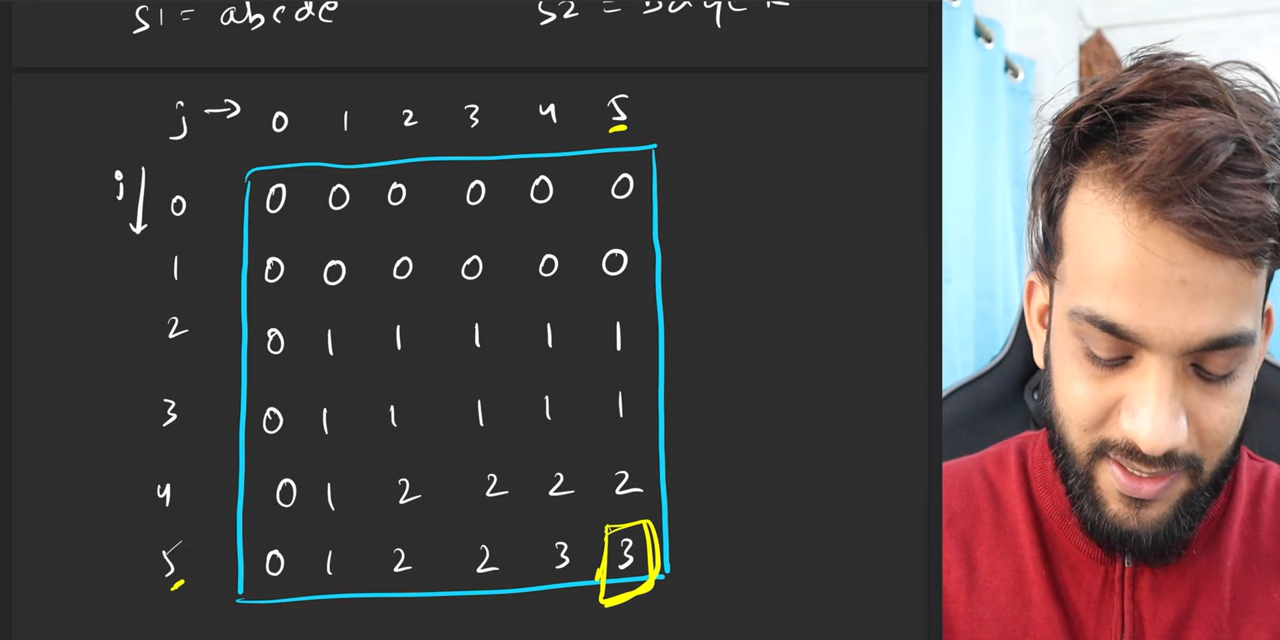 S1 = abcde S2 =
j → 0 1 2 3 4 5
i ↓ 0 0 0 0 0 0 0
1 0 0 0 0 0 0
2 0 1 1 1 1 1
3 0 1 1 1 1 1
4 0 1 2 2 2 2
5 0 1 2 2 3 3